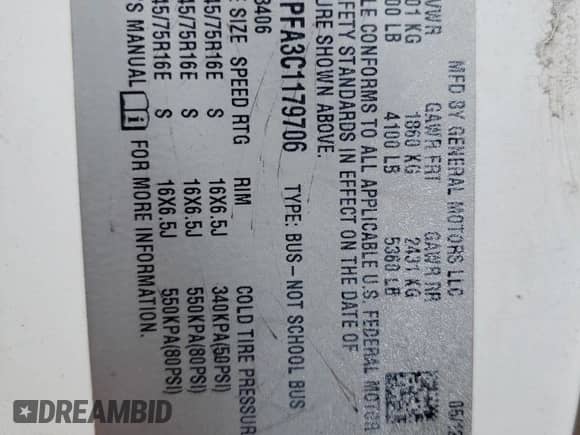 MFD BY GENERAL MOTORS LLC 05/
GVWR GAWR FRT GAWR RR
01 KG 1860 KG 2431 KG
00 LB 4100 LB 5360 LB
LE CONFORMS TO ALL APPLICABLE U.S. FEDERAL MOTOR
FETY STANDARDS IN EFFECT ON THE DATE OF
URE SHOWN ABOVE.
PFA3C1179706 TYPE: BUS–NOT SCHOOL BUS
8406
E SIZE SPEED RTG RIM COLD TIRE PRESSUR
45/75R16E S 16X6.5J 340KPA(50PSI)
45/75R16E S 16X6.5J 550KPA(80PSI)
45/75R16E S 16X6.5J 550KPA(80PSI)
'S MANUAL i FOR MORE INFORMATION.
DREAMBID